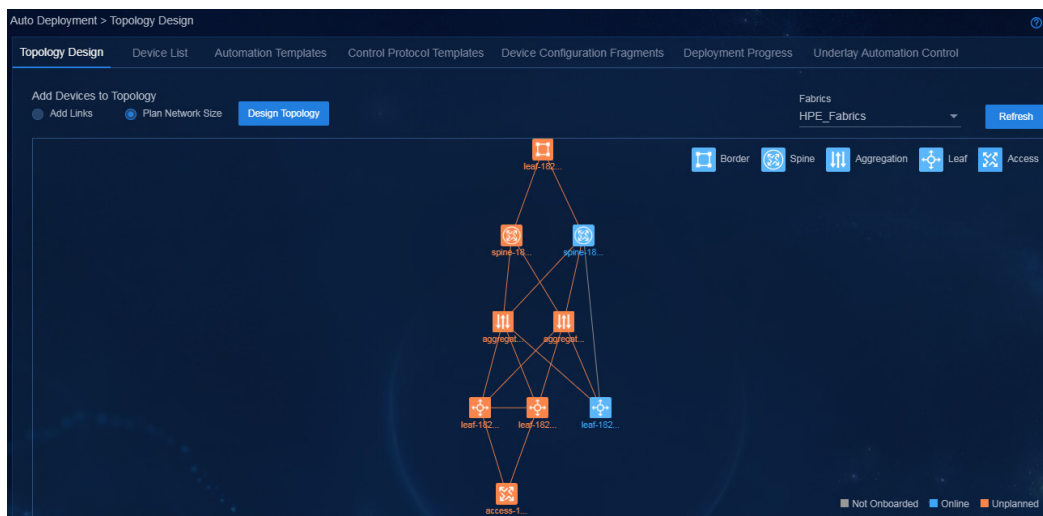 Auto Deployment > Topology Design
Topology Design Device List Automation Templates Control Protocol Templates Device Configuration Fragments Deployment Progress Underlay Automation Control
Add Devices to Topology
Add Links Plan Network Size Design Topology
Fabrics
HPE_Fabrics
Refresh
Border Spine Aggregation Leaf Access
leaf-182...
spine-18... spine-18...
aggregat... aggregat...
leaf-182... leaf-182... leaf-182...
access-1...
Not Onboarded Online Unplanned